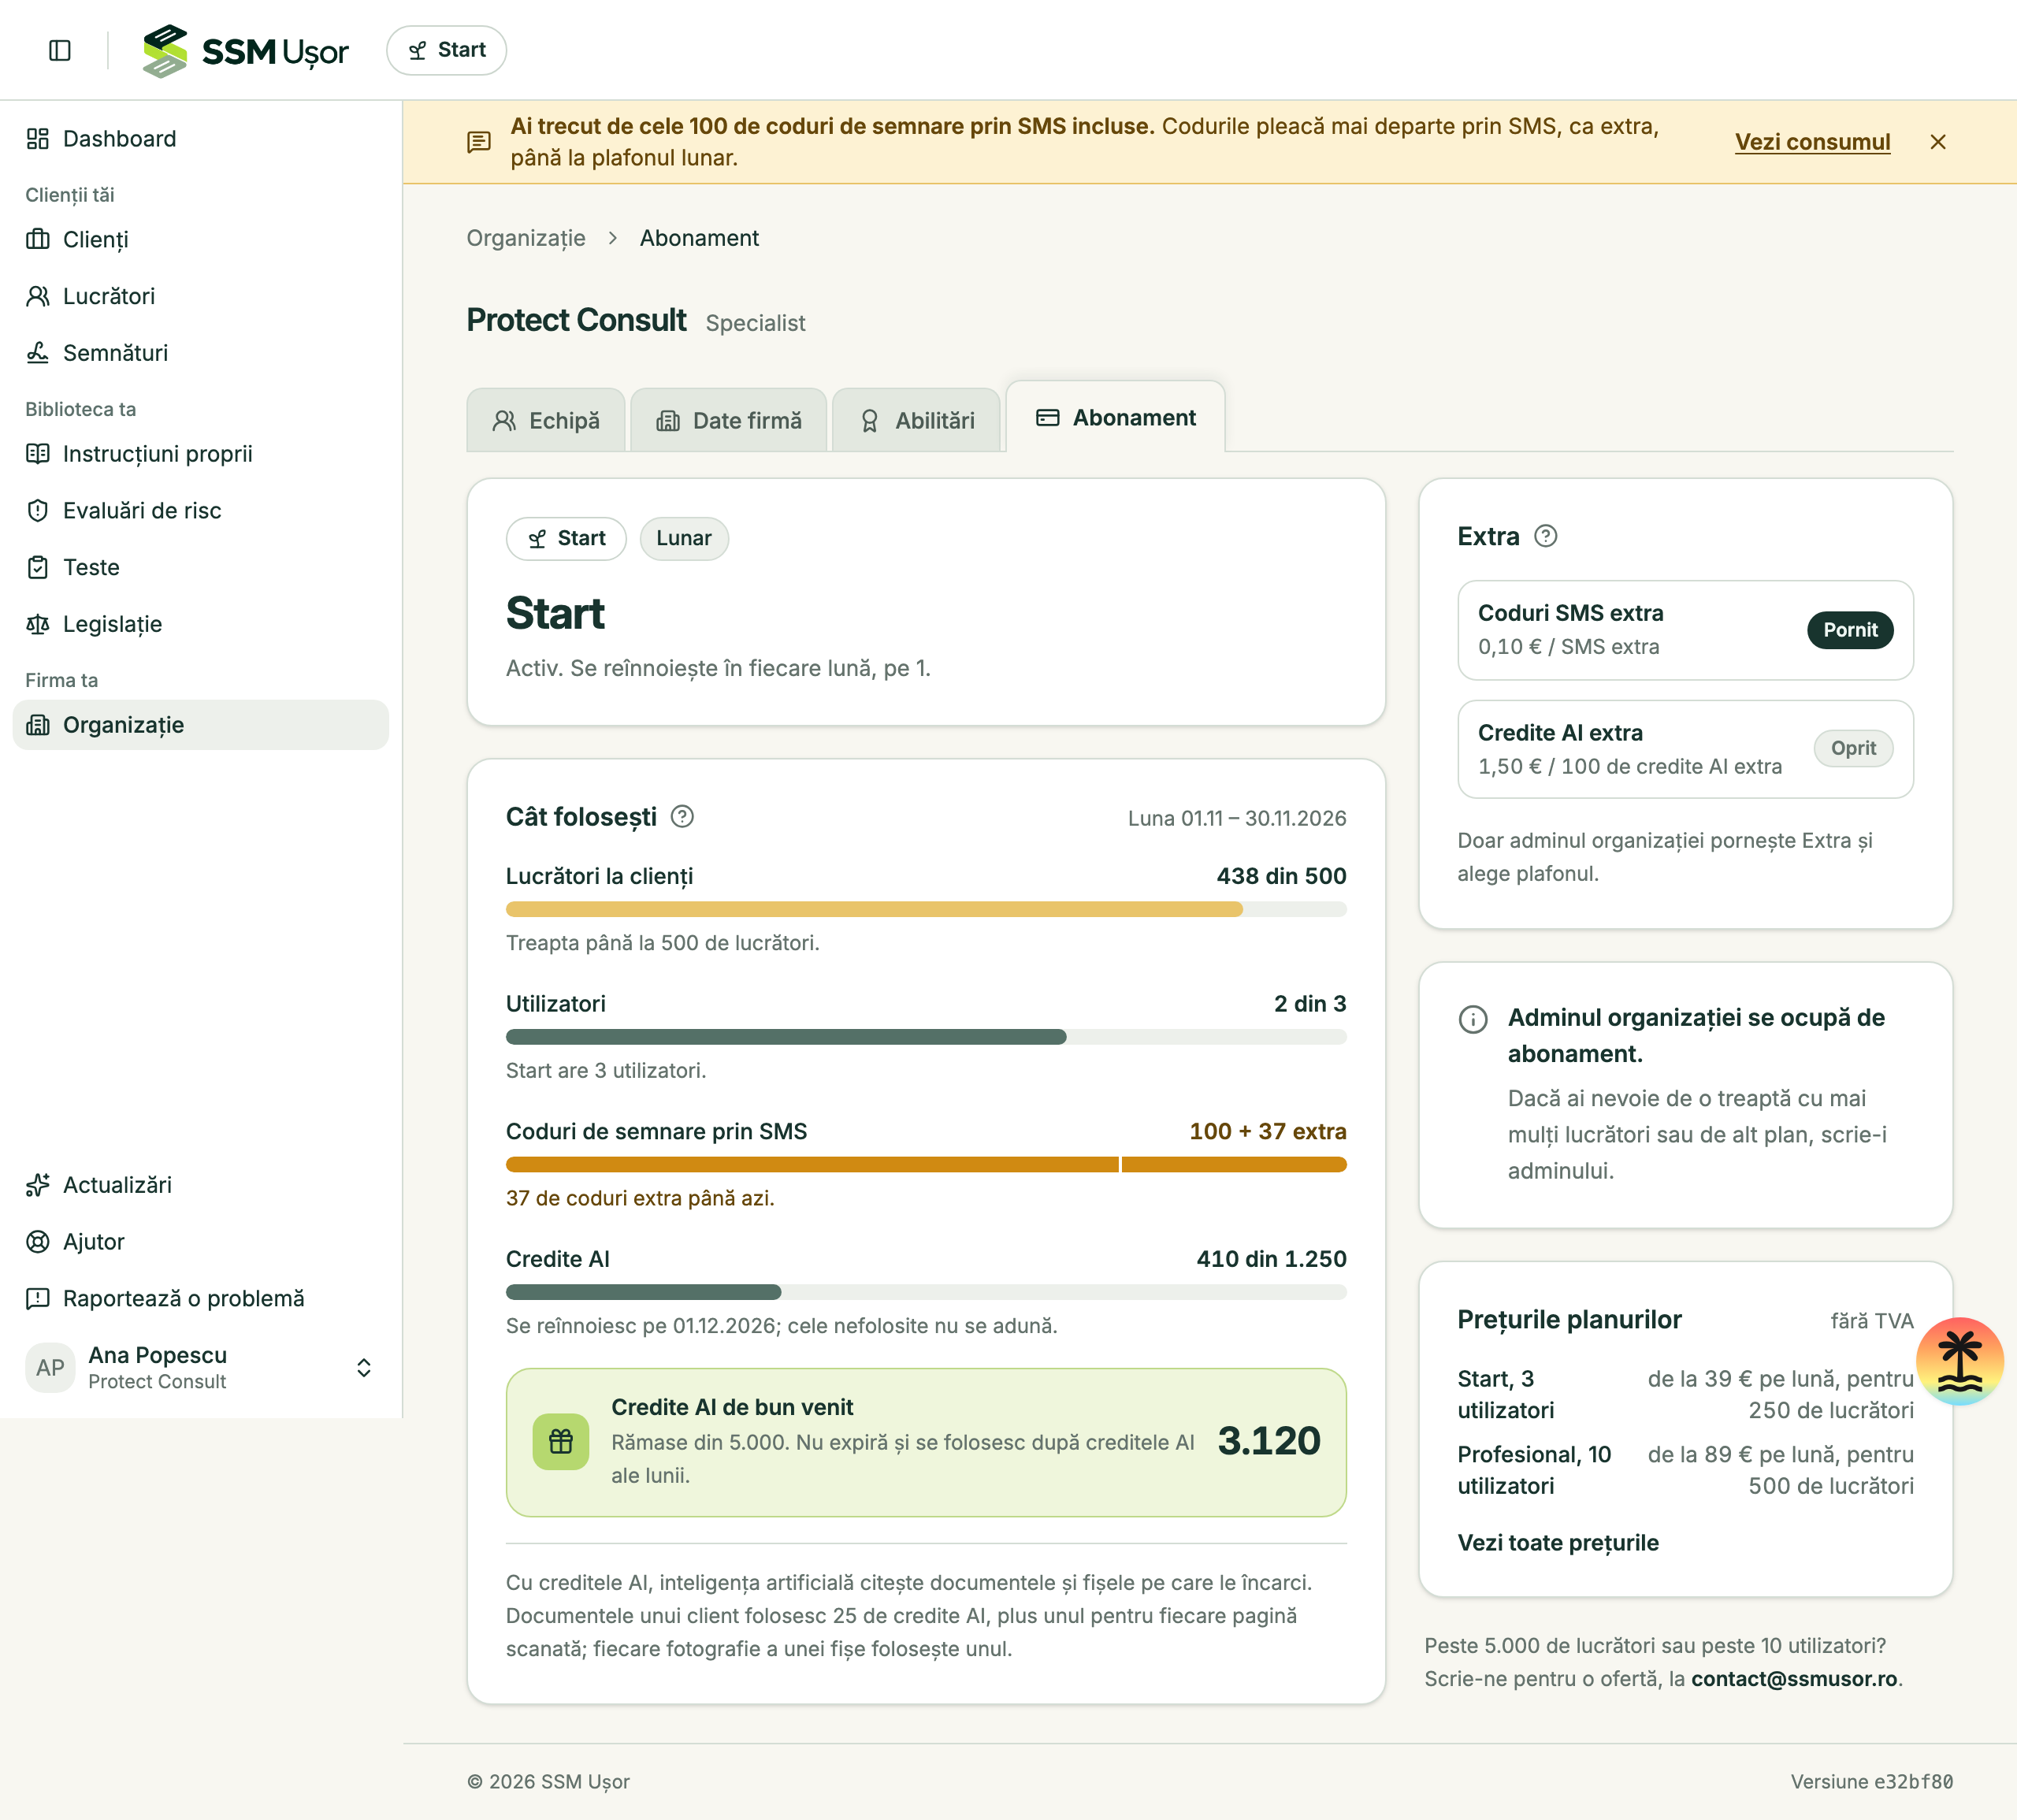 SSM Ușor
Start
Dashboard
Clienții tăi
Clienți
Lucrători
Semnături
Biblioteca ta
Instrucțiuni proprii
Evaluări de risc
Teste
Legislație
Firma ta
Organizație
Actualizări
Ajutor
Raportează o problemă
AP
Ana Popescu
Protect Consult
Ai trecut de cele 100 de coduri de semnare prin SMS incluse. Codurile pleacă mai departe prin SMS, ca extra,
până la plafonul lunar.
Vezi consumul
Organizație
Abonament
Protect Consult Specialist
Echipă
Date firmă
Abilitări
Abonament
Start
Lunar
Start
Activ. Se reînnoiește în fiecare lună, pe 1.
Cât folosești
Luna 01.11 – 30.11.2026
Lucrători la clienți
438 din 500
Treapta până la 500 de lucrători.
Utilizatori
2 din 3
Start are 3 utilizatori.
Coduri de semnare prin SMS
100 + 37 extra
37 de coduri extra până azi.
Credite AI
410 din 1.250
Se reînnoiesc pe 01.12.2026; cele nefolosite nu se adună.
Credite AI de bun venit
Rămase din 5.000. Nu expiră și se folosesc după creditele AI
ale lunii.
3.120
Cu creditele AI, inteligența artificială citește documentele și fișele pe care le încarci.
Documentele unui client folosesc 25 de credite AI, plus unul pentru fiecare pagină
scanată; fiecare fotografie a unei fișe folosește unul.
Extra
Coduri SMS extra
0,10 € / SMS extra
Pornit
Credite AI extra
1,50 € / 100 de credite AI extra
Oprit
Doar adminul organizației pornește Extra și
alege plafonul.
Adminul organizației se ocupă de
abonament.
Dacă ai nevoie de o treaptă cu mai
mulți lucrători sau de alt plan, scrie-i
adminului.
Prețurile planurilor
fără TVA
Start, 3
utilizatori
de la 39 € pe lună, pentru
250 de lucrători
Profesional, 10
utilizatori
de la 89 € pe lună, pentru
500 de lucrători
Vezi toate prețurile
Peste 5.000 de lucrători sau peste 10 utilizatori?
Scrie-ne pentru o ofertă, la contact@ssmusor.ro.
© 2026 SSM Ușor
Versiune e32bf80